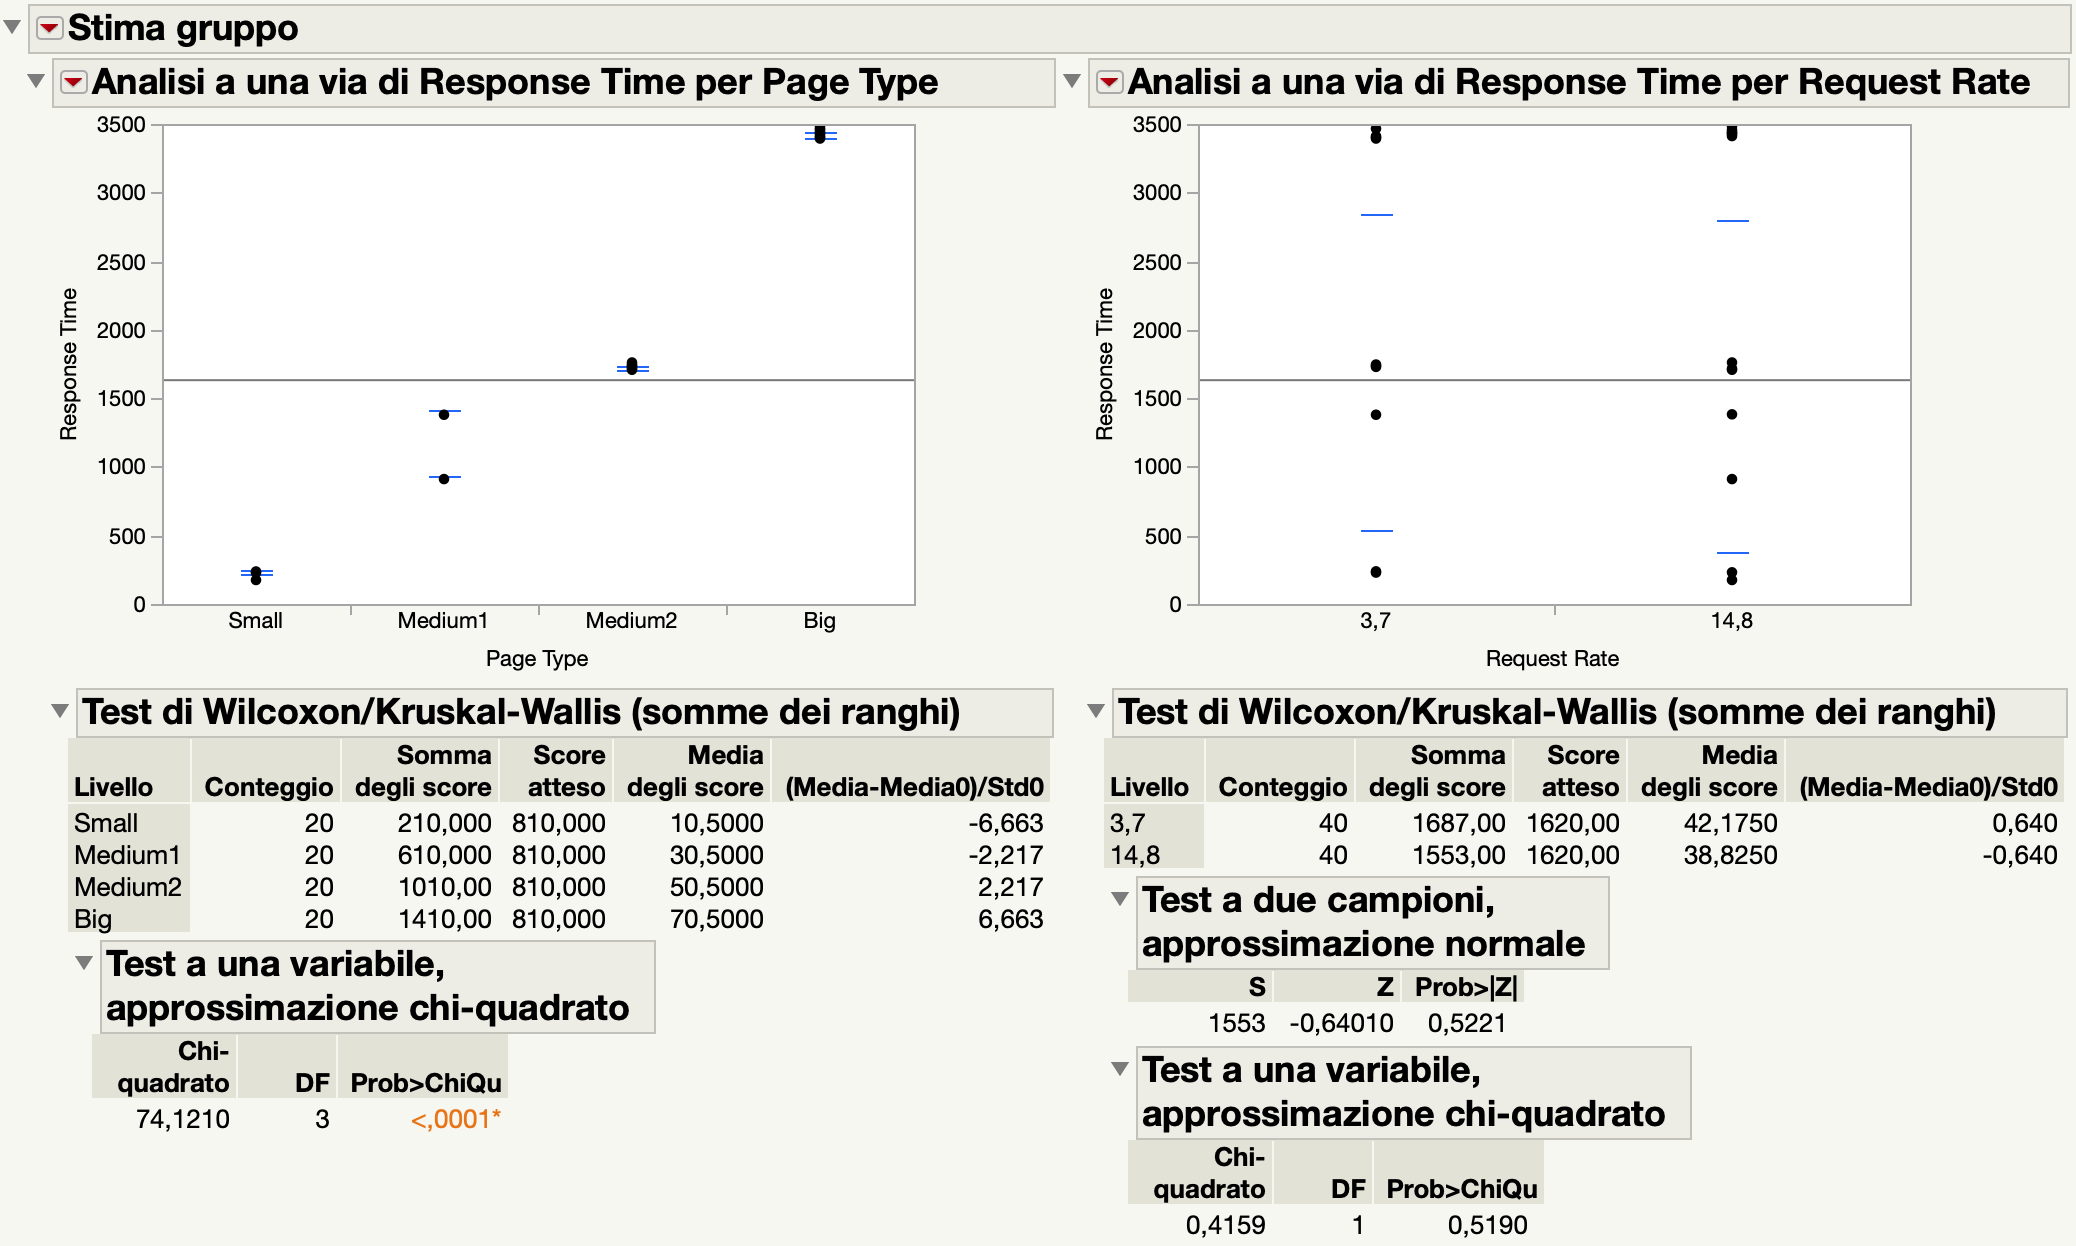 Stima gruppo
Analisi a una via di Response Time per Page Type
3500
3000
2500
2000
1500
1000
500
0
Response Time
Small Medium1 Medium2 Big
Page Type
Test di Wilcoxon/Kruskal-Wallis (somme dei ranghi)
Somma Score Media
Livello Conteggio degli score atteso degli score (Media-Media0)/Std0
Small 20 210,000 810,000 10,5000 -6,663
Medium1 20 610,000 810,000 30,5000 -2,217
Medium2 20 1010,00 810,000 50,5000 2,217
Big 20 1410,00 810,000 70,5000 6,663
Test a una variabile,
approssimazione chi-quadrato
Chi-
quadrato DF Prob>ChiQu
74,1210 3 <,0001*
Analisi a una via di Response Time per Request Rate
3500
3000
2500
2000
1500
1000
500
0
Response Time
3,7 14,8
Request Rate
Test di Wilcoxon/Kruskal-Wallis (somme dei ranghi)
Somma Score Media
Livello Conteggio degli score atteso degli score (Media-Media0)/Std0
3,7 40 1687,00 1620,00 42,1750 0,640
14,8 40 1553,00 1620,00 38,8250 -0,640
Test a due campioni,
approssimazione normale
S Z Prob>|Z|
1553 -0,64010 0,5221
Test a una variabile,
approssimazione chi-quadrato
Chi-
quadrato DF Prob>ChiQu
0,4159 1 0,5190